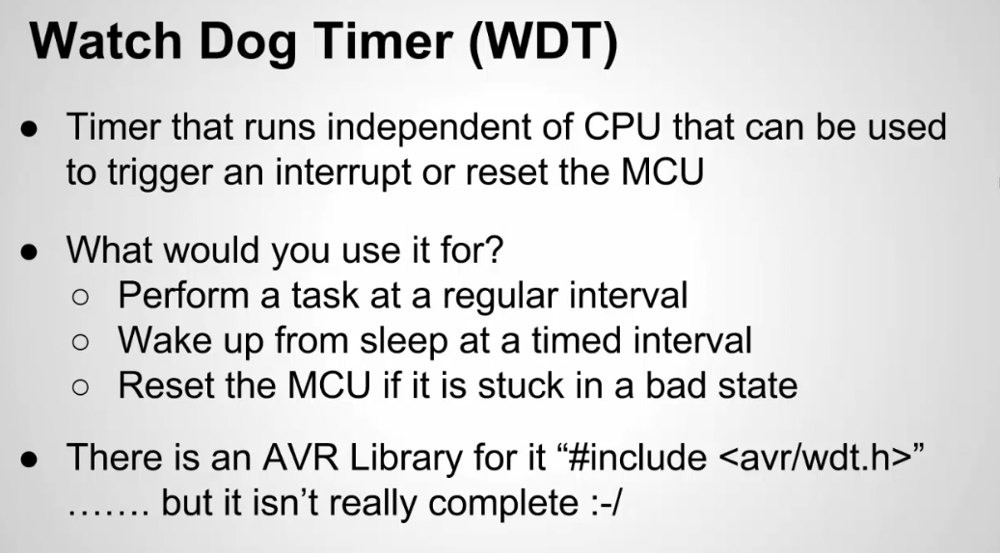 Watch Dog Timer (WDT)
● Timer that runs independent of CPU that can be used
to trigger an interrupt or reset the MCU
● What would you use it for?
○ Perform a task at a regular interval
○ Wake up from sleep at a timed interval
○ Reset the MCU if it is stuck in a bad state
● There is an AVR Library for it “#include <avr/wdt.h>”
……. but it isn’t really complete :-/